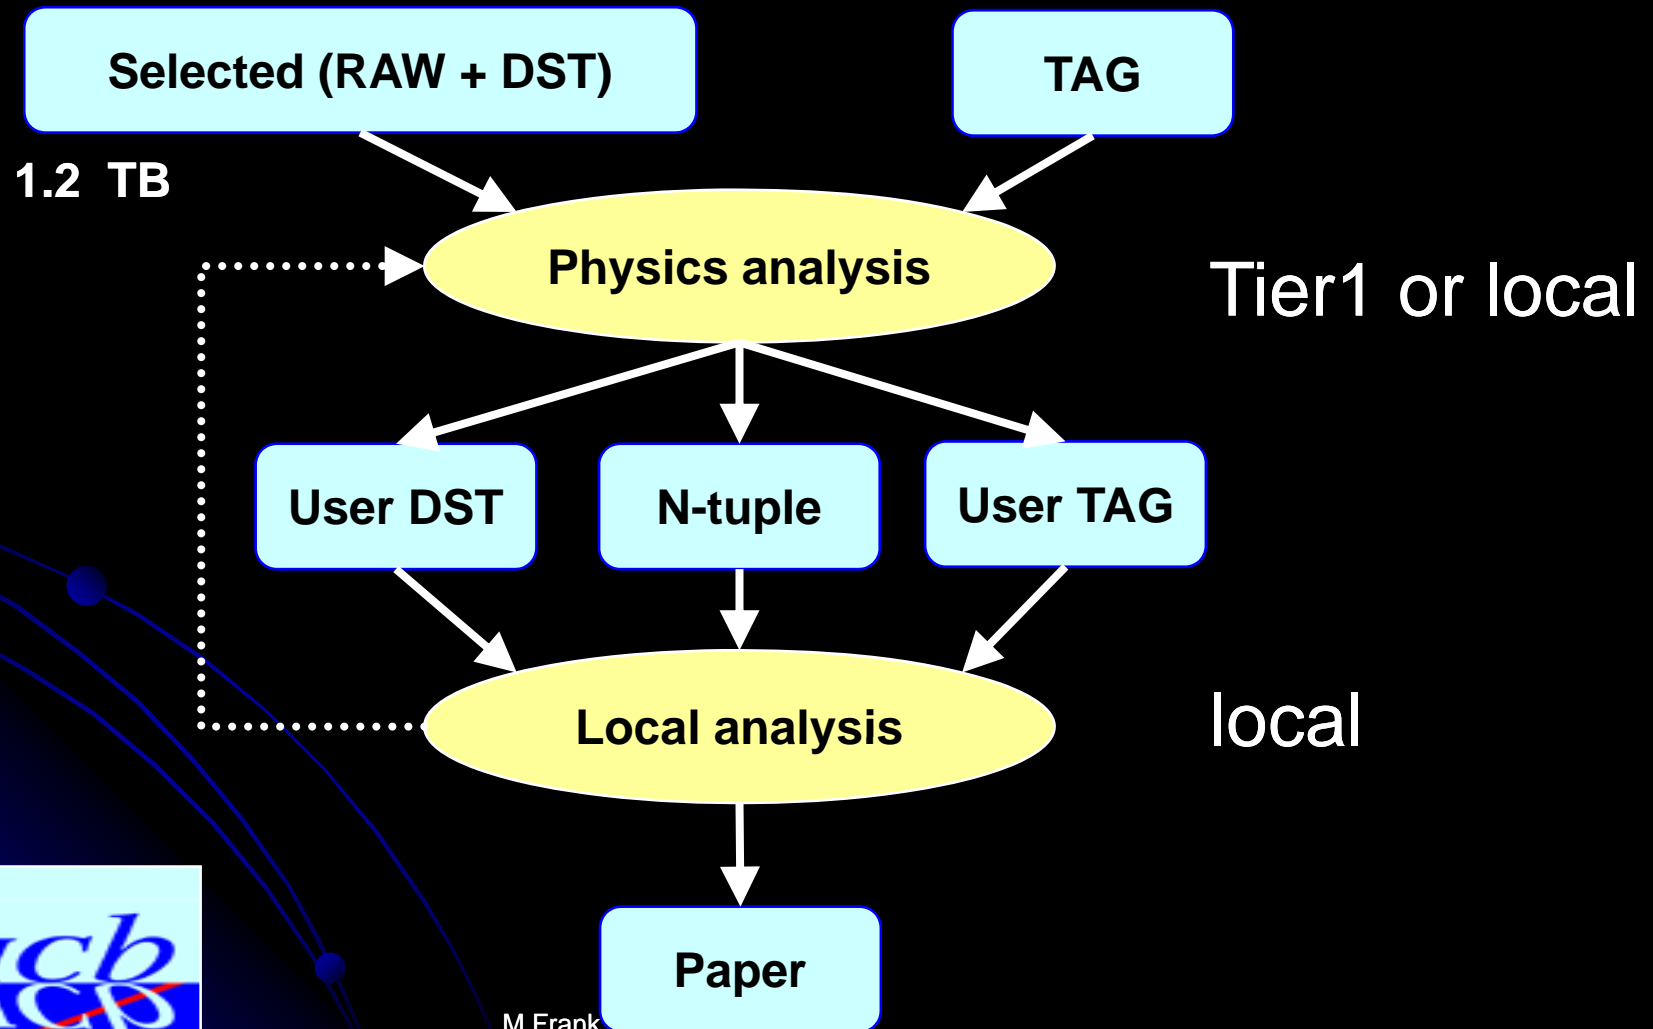 Selected (RAW + DST)
TAG
1.2 TB
Physics analysis
Tier1 or local
User DST
N-tuple
User TAG
Local analysis
local
Paper
M.Frank